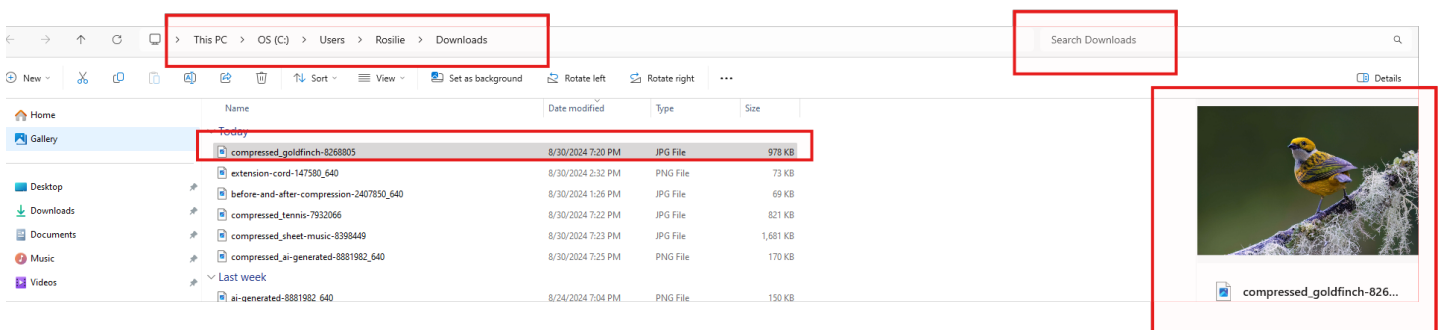 This PC > OS (C:) > Users > Rosilie > Downloads
Search Downloads
New Sort View Set as background Rotate left Rotate right ... Details
Home
Gallery
Desktop
Downloads
Documents
Music
Videos
Name Date modified Type Size
Today
compressed_goldfinch-8268805 8/30/2024 7:20 PM JPG File 978 KB
extension-cord-147580_640 8/30/2024 2:32 PM PNG File 73 KB
before-and-after-compression-2407850_640 8/30/2024 1:26 PM JPG File 69 KB
compressed_tennis-7932066 8/30/2024 7:22 PM JPG File 821 KB
compressed_sheet-music-8398449 8/30/2024 7:23 PM JPG File 1,681 KB
compressed_ai-generated-8881982_640 8/30/2024 7:25 PM PNG File 170 KB
Last week
ai-generated-8881982_640 8/24/2024 7:04 PM PNG File 150 KB
compressed_goldfinch-826...